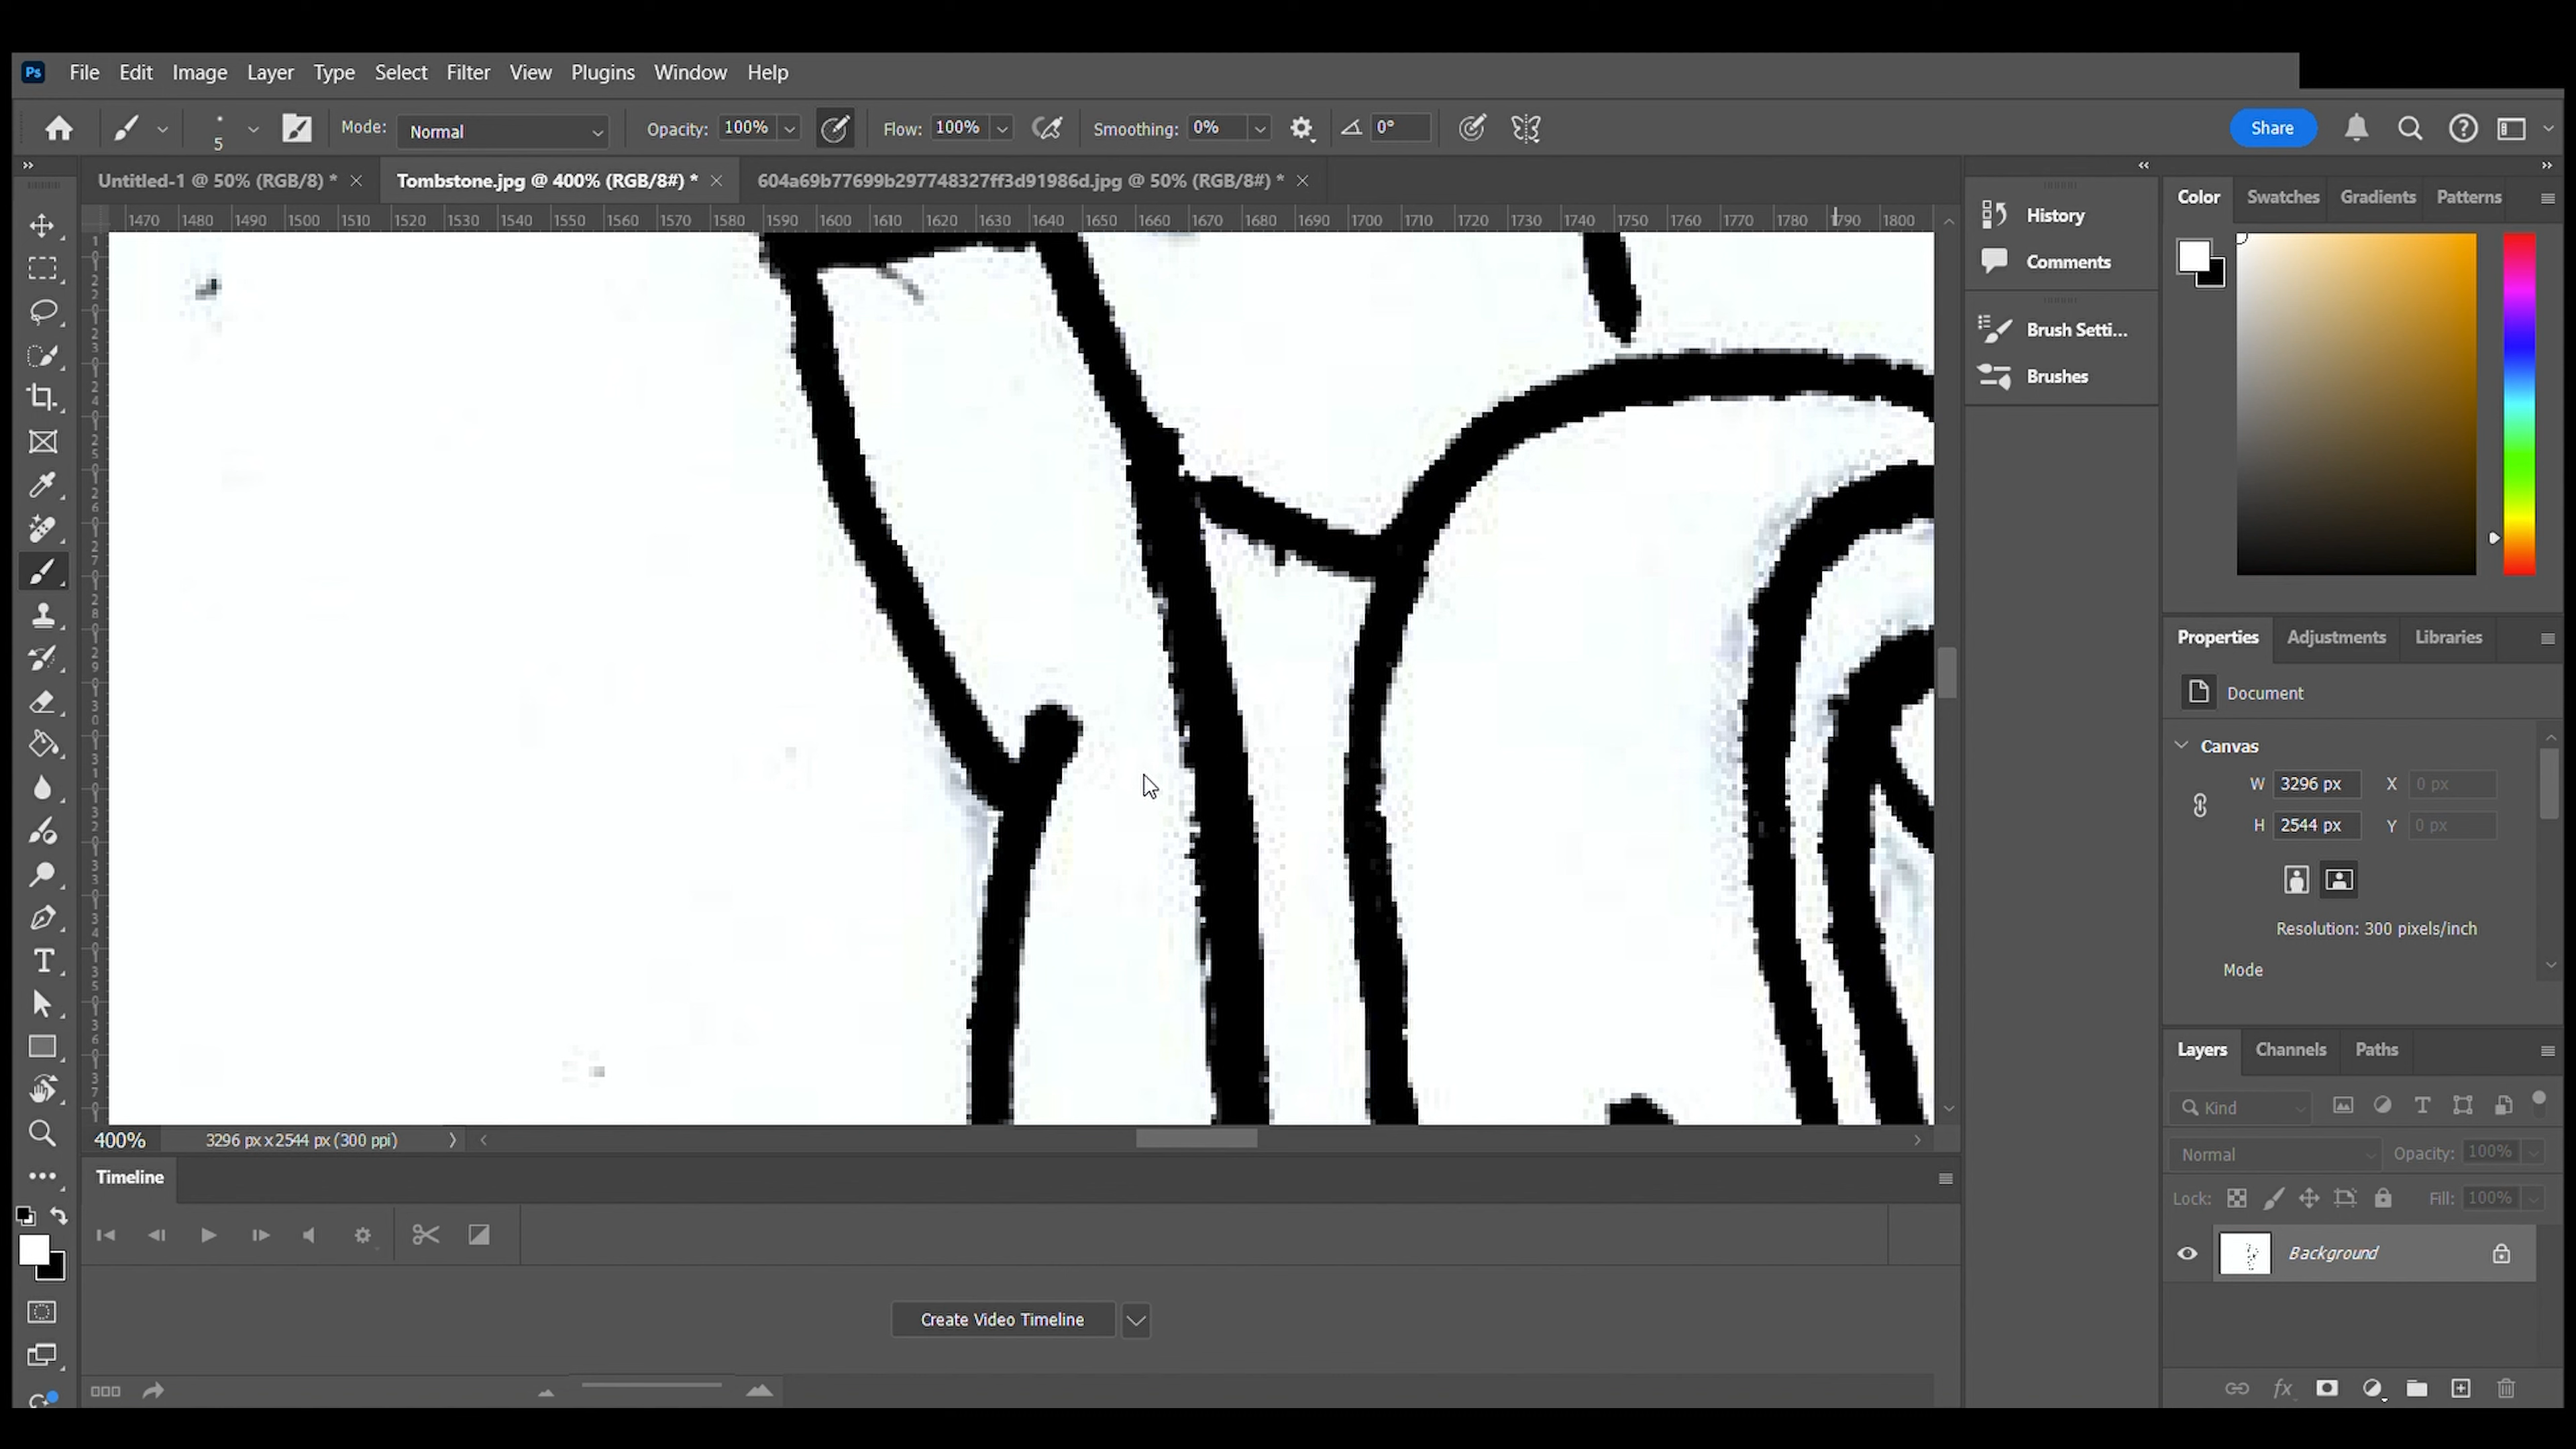 Ps File Edit Image Layer Type Select Filter View Plugins Window Help
5 Mode: Normal Opacity: 100% Flow: 100% Smoothing: 0% 0° Share
Untitled-1 @ 50% (RGB/8) * Tombstone.jpg @ 400% (RGB/8#) * 604a69b77699b297748327ff3d91986d.jpg @ 50% (RGB/8#) *
1470 1480 1490 1500 1510 1520 1530 1540 1550 1560 1570 1580 1590 1600 1610 1620 1630 1640 1650 1660 1670 1680 1690 1700 1710 1720 1730 1740 1750 1760 1770 1780 1790 1800
History
Comments
Brush Setti...
Brushes
Color Swatches Gradients Patterns
Properties Adjustments Libraries
Document
Canvas
W 3296 px X 0 px
H 2544 px Y 0 px
Resolution: 300 pixels/inch
Mode
Layers Channels Paths
Kind
Normal Opacity: 100%
Lock: Fill: 100%
Background
400% 3296 px x 2544 px (300 ppi)
Timeline
Create Video Timeline